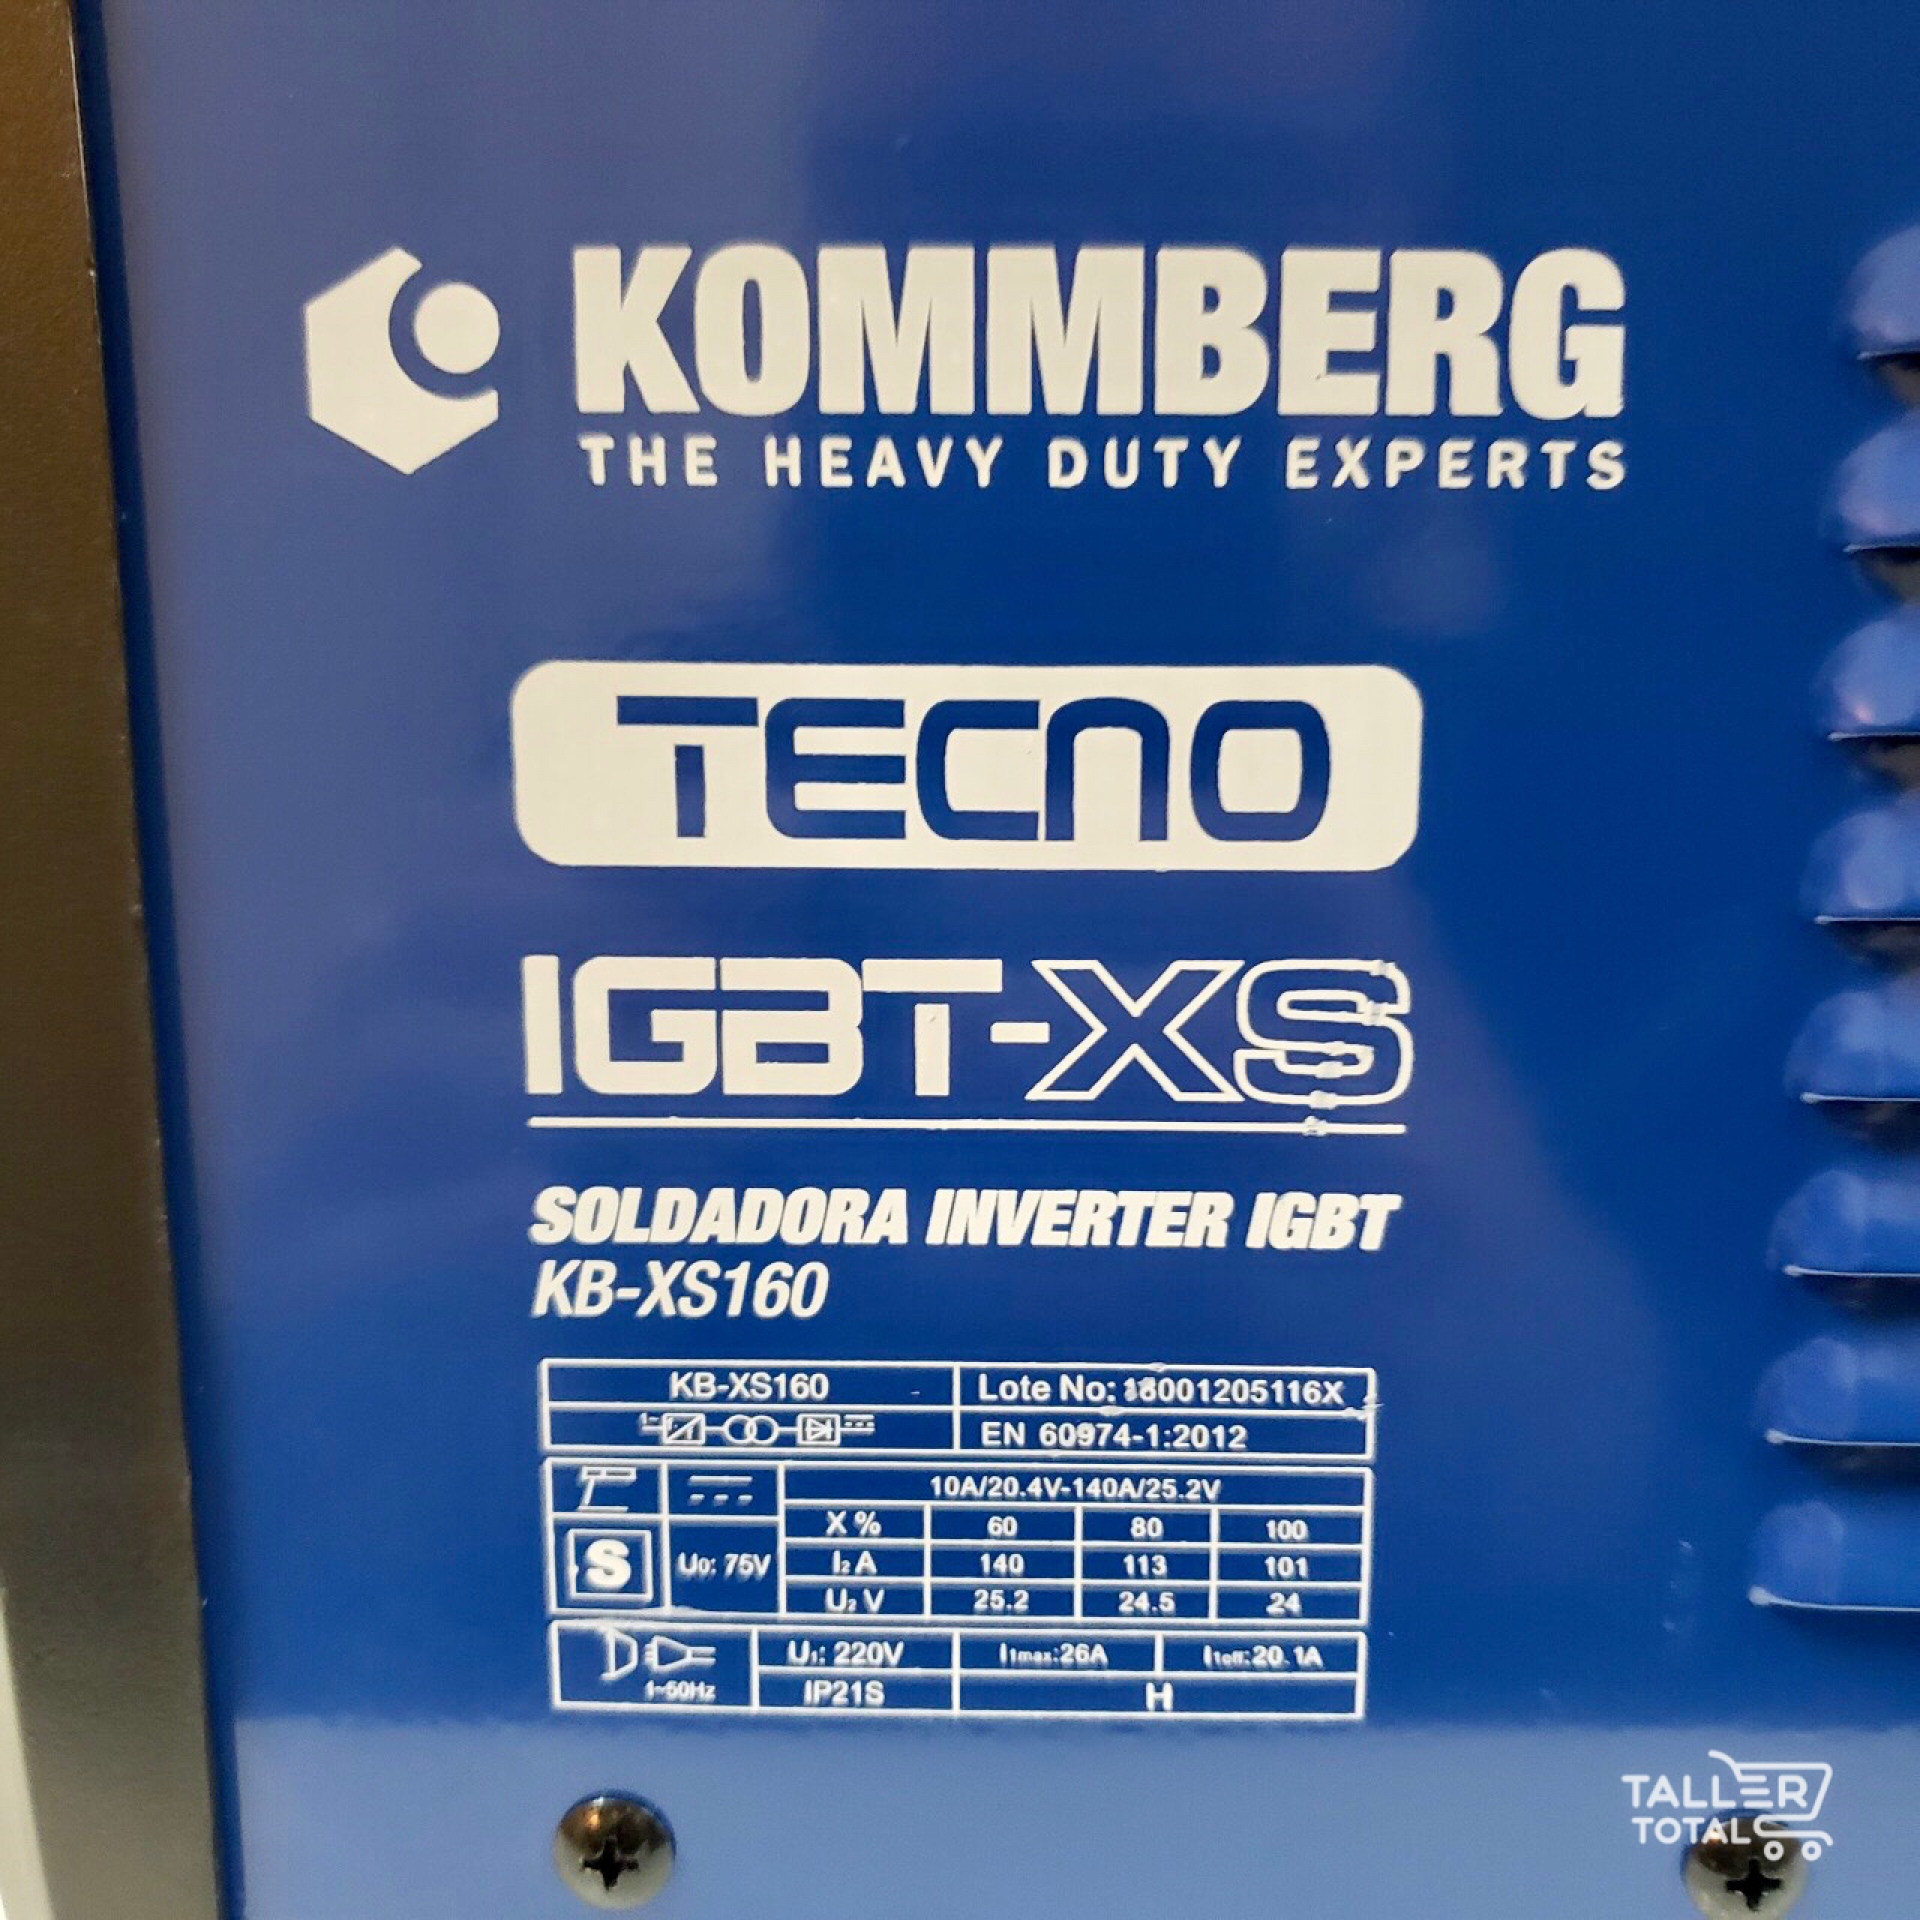 KOMMBERG
THE HEAVY DUTY EXPERTS
TECNO
IGBT-XS
SOLDADORA INVERTER IGBT
KB-XS160
KB-XS160 Lote No: 18001205116X
1~ EN 60974-1:2012
10A/20.4V-140A/25.2V
X % 60 80 100
S U0: 75V I2 A 140 113 101
U2 V 25.2 24.5 24
U1: 220V I1max:26A I1eff:20.1A
1~50Hz IP21S H
TALLER
TOTAL